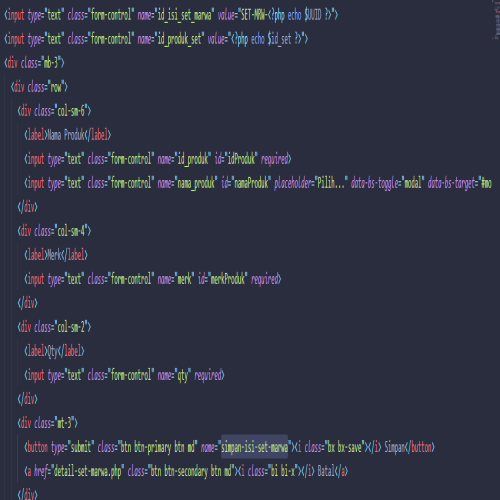 <input type="text" class="form-control" name="id_isi_set_marwa" value="SET-MRW-<?php echo $UUID ?>">
<input type="text" class="form-control" name="id_produk_set" value="<?php echo $id_set ?>">
<div class="mb-3">
<div class="row">
<div class="col-sm-6">
<label>Nama Produk</label>
<input type="text" class="form-control" name="id_produk" id="idProduk" required>
<input type="text" class="form-control" name="nama_produk" id="namaProduk" placeholder="Pilih..." data-bs-toggle="modal" data-bs-target="#mo
</div>
<div class="col-sm-4">
<label>Merk</label>
<input type="text" class="form-control" name="merk" id="merkProduk" required>
</div>
<div class="col-sm-2">
<label>Qty</label>
<input type="text" class="form-control" name="qty" required>
</div>
<div class="mt-3">
<button type="submit" class="btn btn-primary btn md" name="simpan-isi-set-marwa"><i class="bx bx-save"></i> Simpan</button>
<a href="detail-set-marwa.php" class="btn btn-secondary btn md"><i class="bi bi-x"></i> Batal</a>
</div>